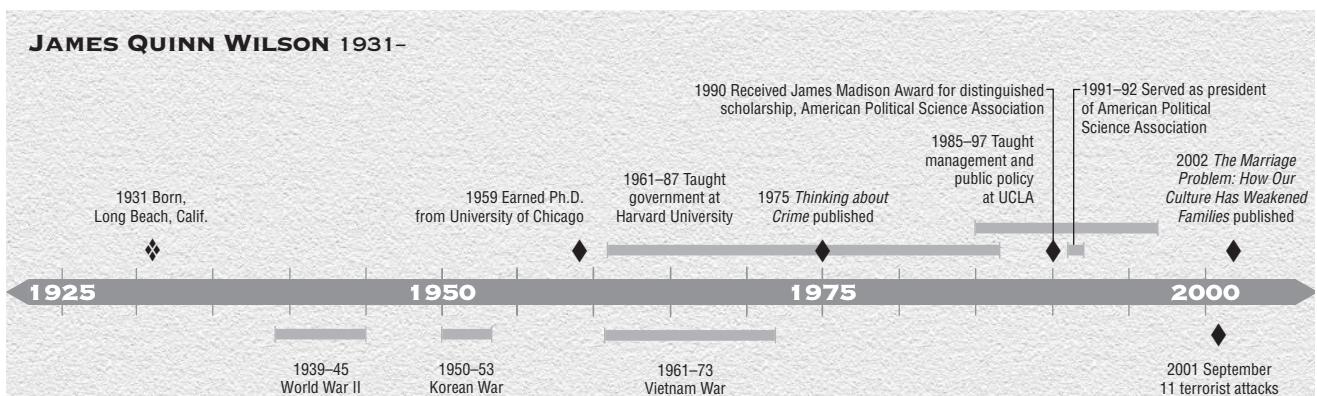 JAMES QUINN WILSON 1931–
1990 Received James Madison Award for distinguished
scholarship, American Political Science Association
1991–92 Served as president
of American Political
Science Association
1985–97 Taught
management and
public policy
at UCLA
2002 The Marriage
Problem: How Our
Culture Has Weakened
Families published
1931 Born,
Long Beach, Calif.
1959 Earned Ph.D.
from University of Chicago
1961–87 Taught
government at
Harvard University
1975 Thinking about
Crime published
1925
1950
1975
2000
1939–45
World War II
1950–53
Korean War
1961–73
Vietnam War
2001 September
11 terrorist attacks